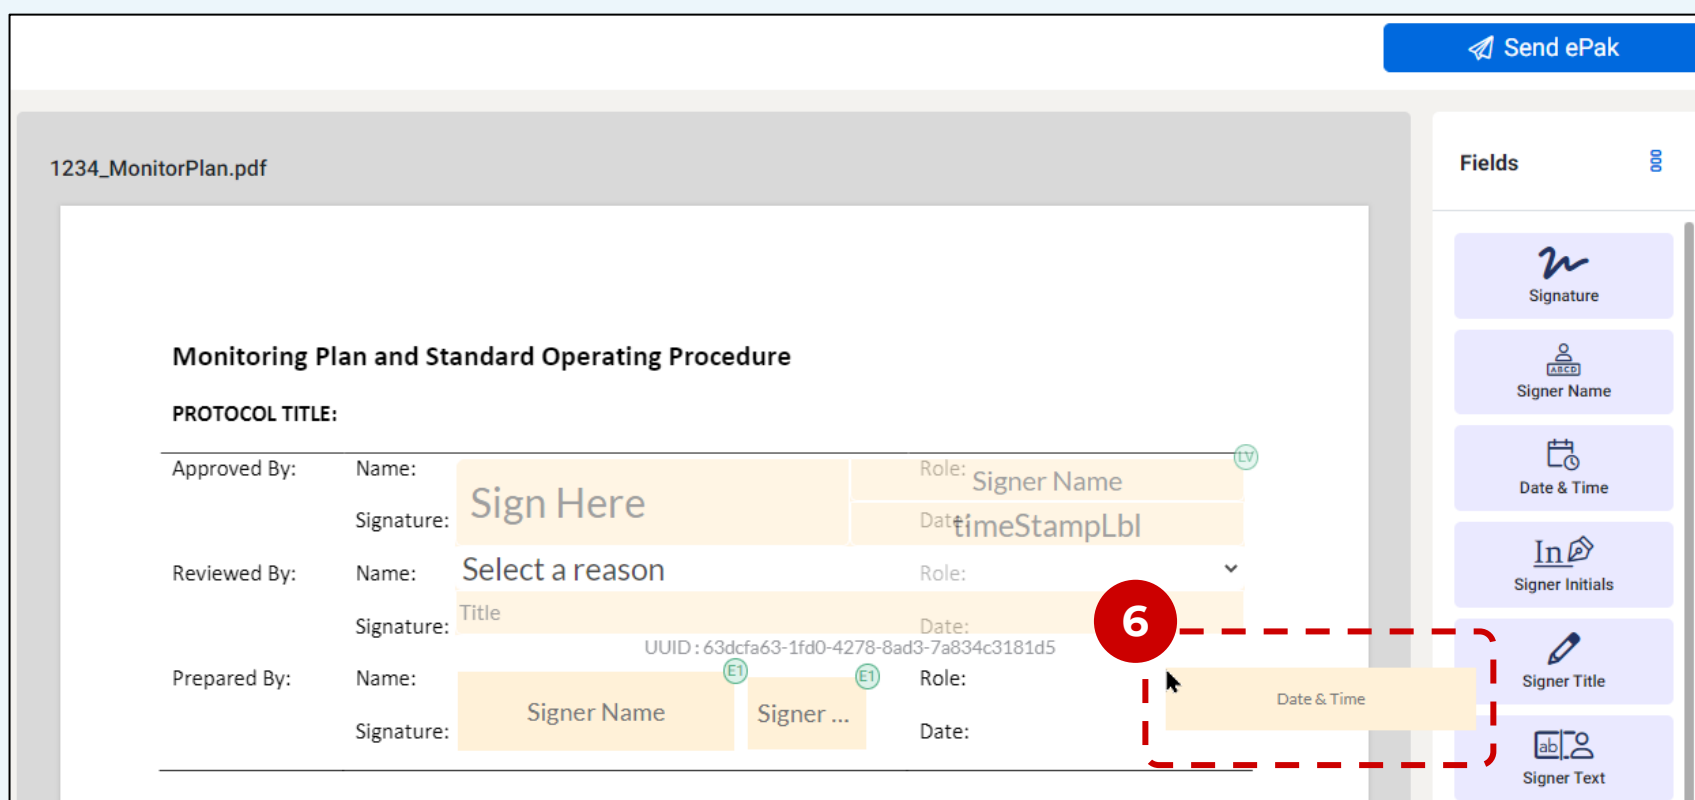 Send ePak
1234_MonitorPlan.pdf
Fields
Signature
ABCD
Signer Name
Date & Time
In
Signer Initials
Signer Title
ab
Signer Text
Monitoring Plan and Standard Operating Procedure
PROTOCOL TITLE:
LV
Approved By: Name: Sign Here Role: Signer Name
Signature: Date: timeStampLbl
Reviewed By: Name: Select a reason Role:
Title
Signature: Date:
6
UUID : 63dcfa63-1fd0-4278-8ad3-7a834c3181d5
E1 E1
Prepared By: Name: Role:
Signer Name Signer ... Date & Time
Signature: Date: